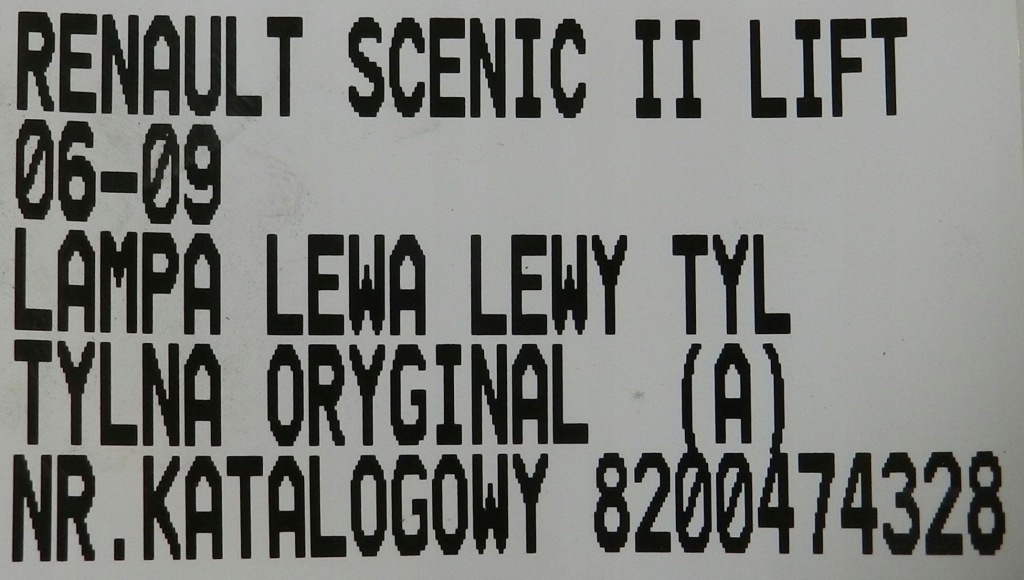 RENAULT SCENIC II LIFT
06-09
LAMPA LEWA LEWY TYL
TYLNA ORYGINAL (A)
NR.KATALOGOWY 8200474328